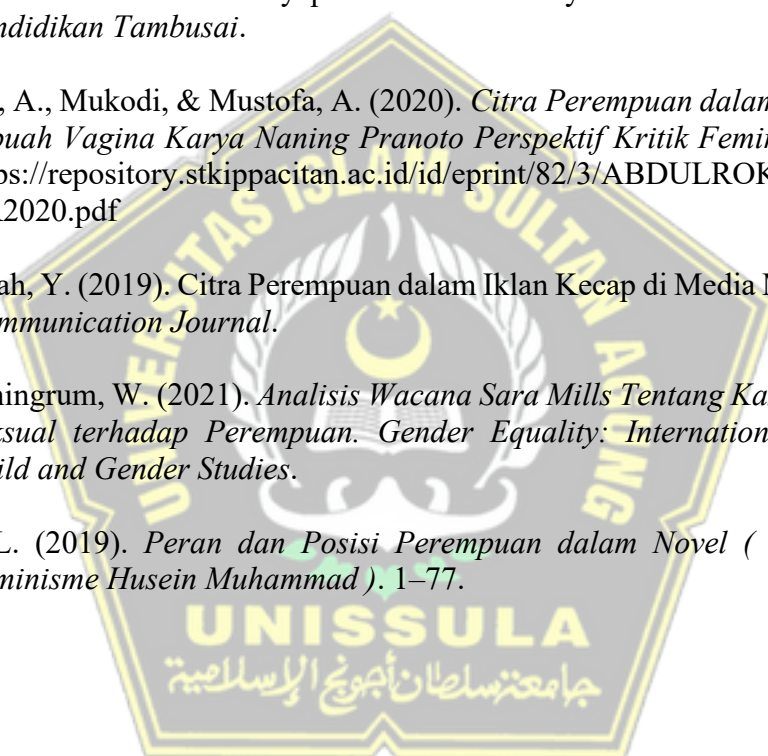 ndidikan Tambusai.
, A., Mukodi, & Mustofa, A. (2020). Citra Perempuan dalam
buah Vagina Karya Naning Pranoto Perspektif Kritik Femin
ps://repository.stkippacitan.ac.id/id/eprint/82/3/ABDULROK
2020.pdf
ah, Y. (2019). Citra Perempuan dalam Iklan Kecap di Media M
mmunication Journal.
ningrum, W. (2021). Analisis Wacana Sara Mills Tentang Ka
ksual terhadap Perempuan. Gender Equality: Internation
ild and Gender Studies.
L. (2019). Peran dan Posisi Perempuan dalam Novel (
minisme Husein Muhammad ). 1–77.
UNIVERSITAS ISLAM SULTAN AGUNG
UNISSULA
جامعتسلطان أجونج الإسلامية